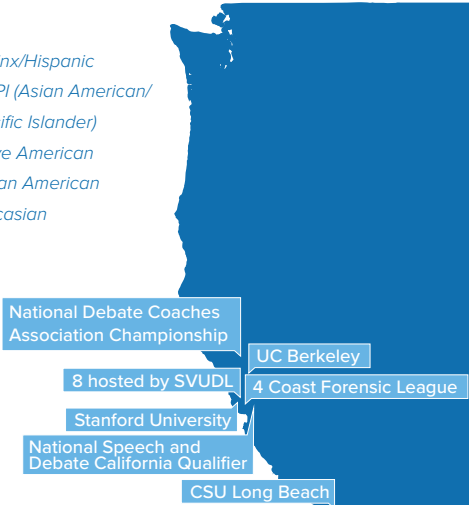 nx/Hispanic
PI (Asian American/
ific Islander)
e American
an American
casian
National Debate Coaches
Association Championship
UC Berkeley
8 hosted by SVUDL
4 Coast Forensic League
Stanford University
National Speech and
Debate California Qualifier
CSU Long Beach